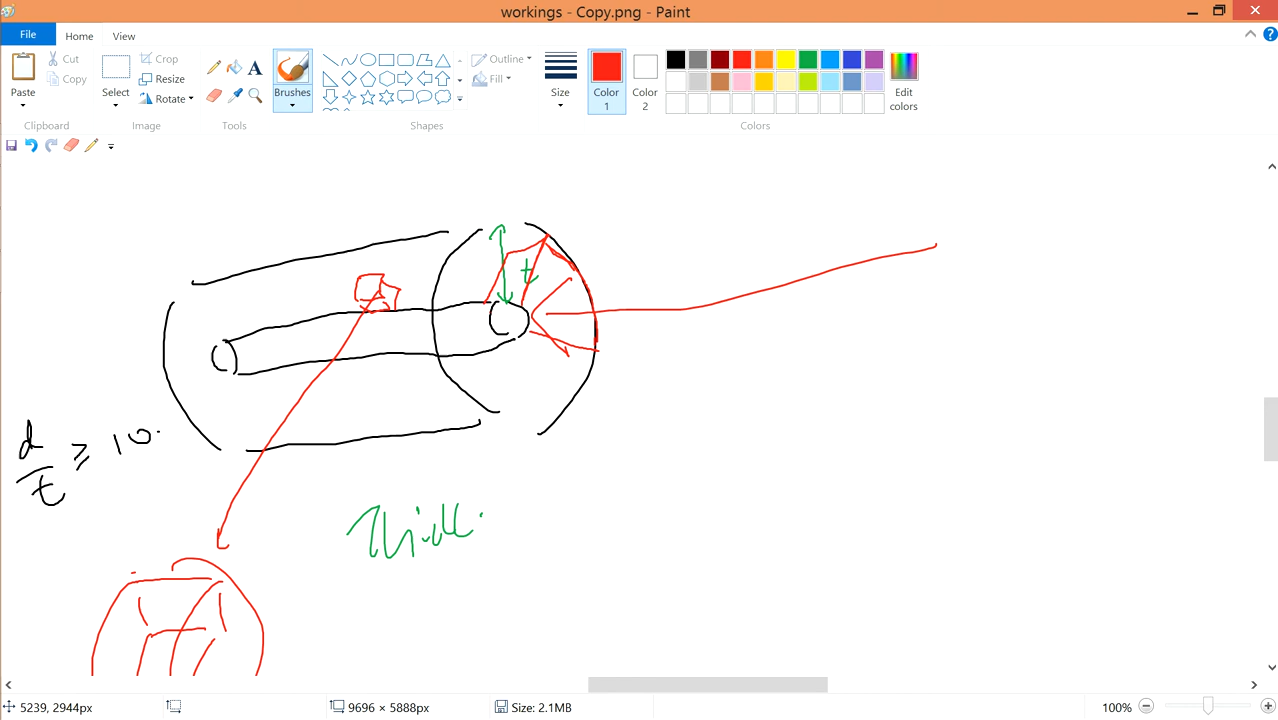 workings - Copy.png - Paint
File Home View
Paste
Cut
Copy
Select
Crop
Resize
Rotate
Brushes
Outline
Fill
Size
Color 1
Color 2
Edit colors
Clipboard Image Tools Shapes Colors
t
d/t ≥ 10
5239, 2944px 9696 × 5888px Size: 2.1MB 100%